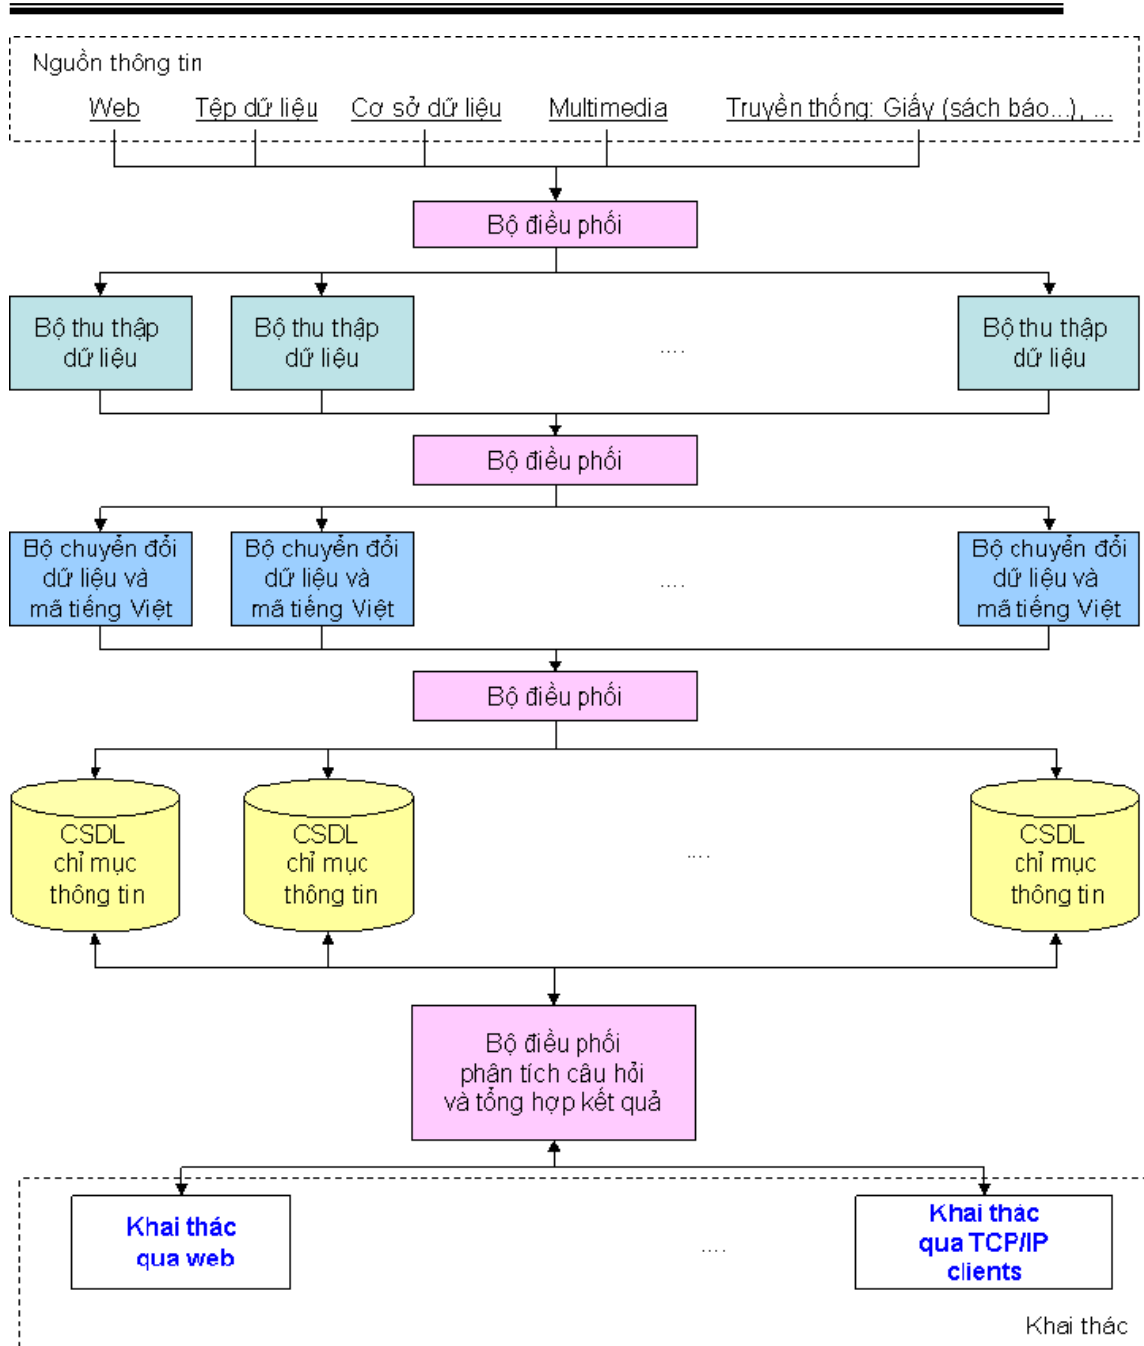 Nguồn thông tin
Web Tệp dữ liệu Cơ sở dữ liệu Multimedia Truyền thống: Giấy (sách báo...), ...
Bộ điều phối
Bộ thu thập
dữ liệu
Bộ thu thập
dữ liệu
....
Bộ thu thập
dữ liệu
Bộ điều phối
Bộ chuyển đổi
dữ liệu và
mã tiếng Việt
Bộ chuyển đổi
dữ liệu và
mã tiếng Việt
....
Bộ chuyển đổi
dữ liệu và
mã tiếng Việt
Bộ điều phối
CSDL
chỉ mục
thông tin
CSDL
chỉ mục
thông tin
....
CSDL
chỉ mục
thông tin
Bộ điều phối
phân tích câu hỏi
và tổng hợp kết quả
Khai thác
qua web
....
Khai thác
qua TCP/IP
clients
Khai thác